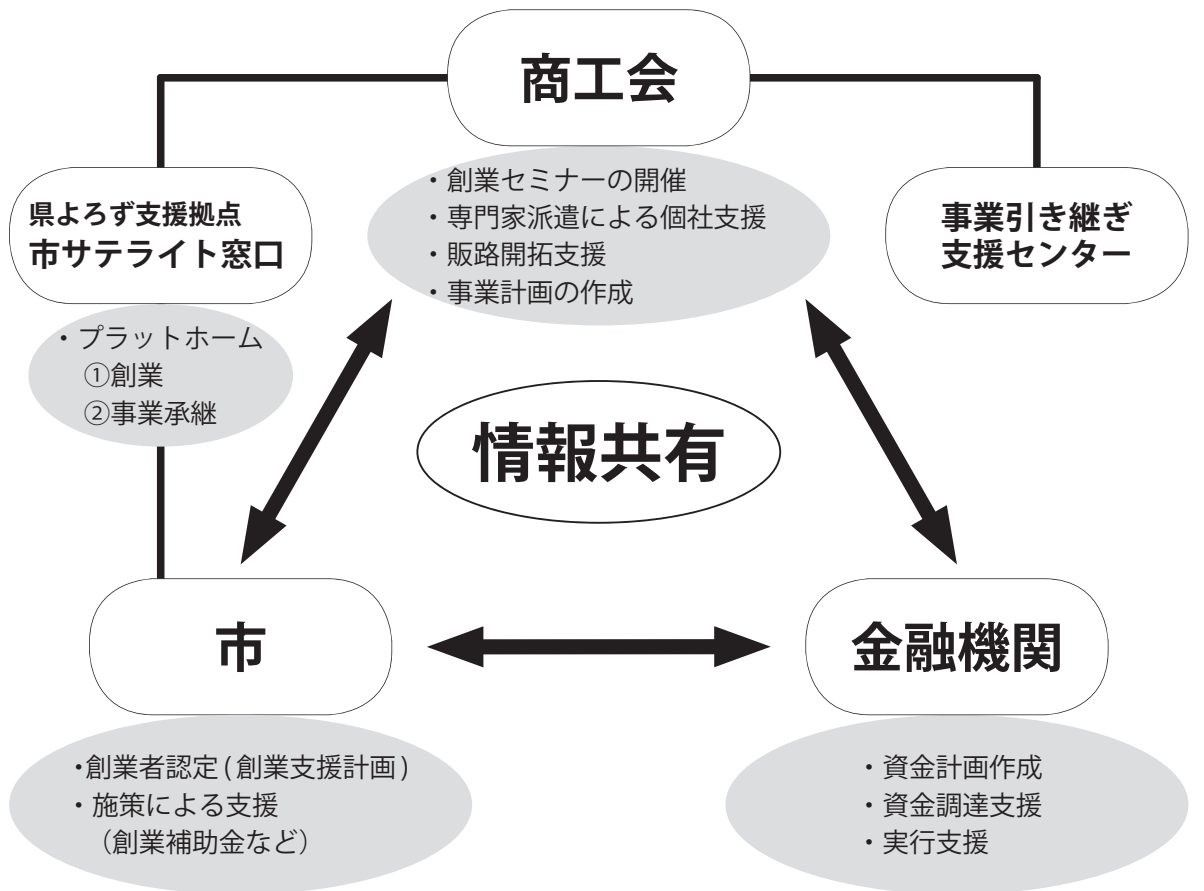 商工会
・創業セミナーの開催
・専門家派遣による個社支援
・販路開拓支援
・事業計画の作成
県よろず支援拠点
市サテライト窓口
・プラットホーム
①創業
②事業承継
事業引き継ぎ
支援センター
情報共有
市
・創業者認定(創業支援計画)
・施策による支援
(創業補助金など)
金融機関
・資金計画作成
・資金調達支援
・実行支援